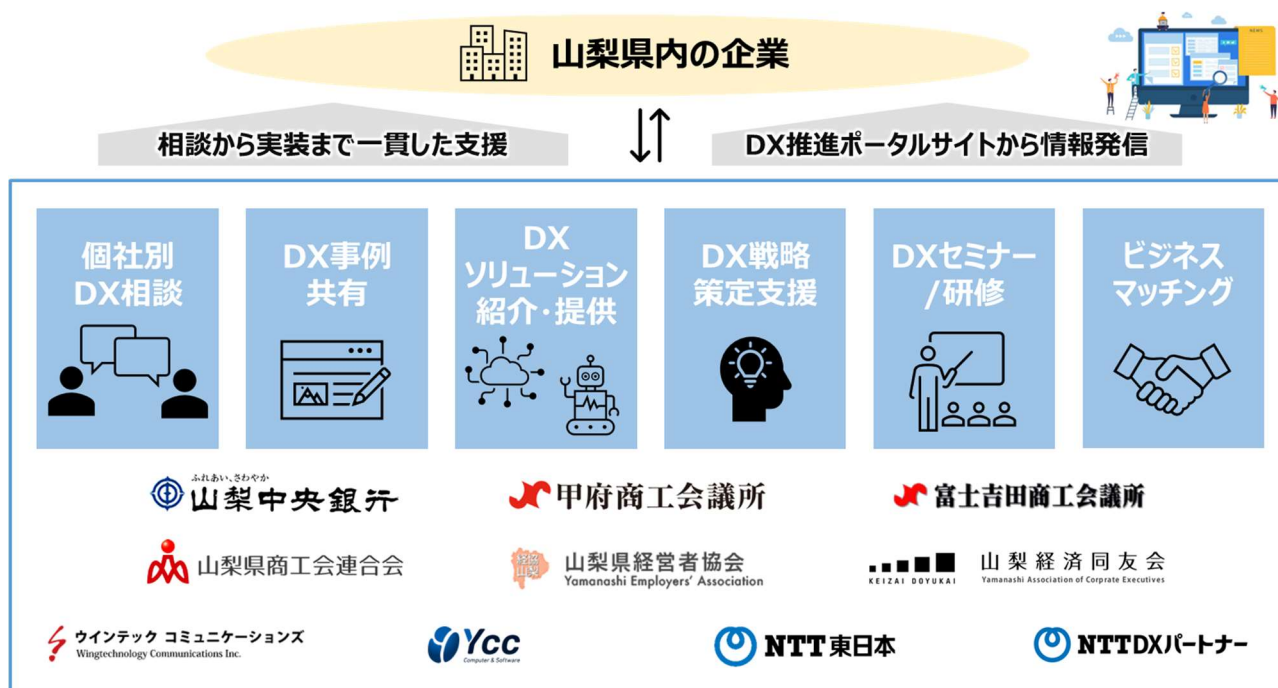 山梨県内の企業
NEWS
相談から実装まで一貫した支援
DX推進ポータルサイトから情報発信
個社別
DX相談
DX事例
共有
DX
ソリューション
紹介・提供
DX戦略
策定支援
DXセミナー
/研修
ビジネス
マッチング
ふれあい、さわやか
山梨中央銀行
甲府商工会議所
富士吉田商工会議所
山梨県商工会連合会
経協
山梨
山梨県経営者協会
Yamanashi Employers' Association
KEIZAI DOYUKAI
山梨経済同友会
Yamanashi Association of Corprate Executives
ウインテック コミュニケーションズ
Wingtechnology Communications Inc.
Ycc
Computer & Software
NTT東日本
NTTDXパートナー